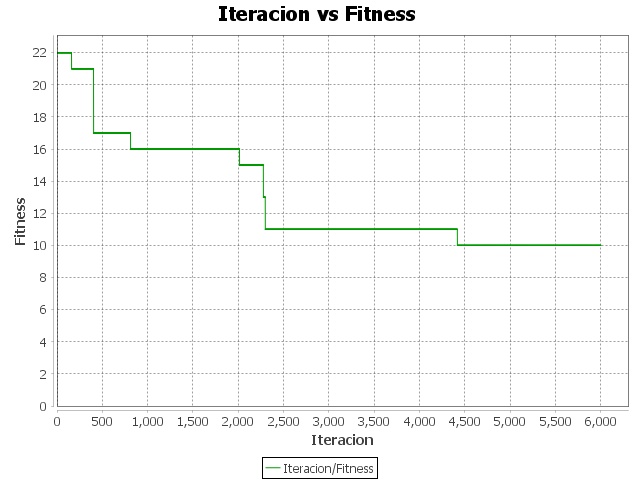 Iteracion vs Fitness
22
20
18
16
14
12
10
8
6
4
2
0
Fitness
0 500 1,000 1,500 2,000 2,500 3,000 3,500 4,000 4,500 5,000 5,500 6,000
Iteracion
Iteracion/Fitness